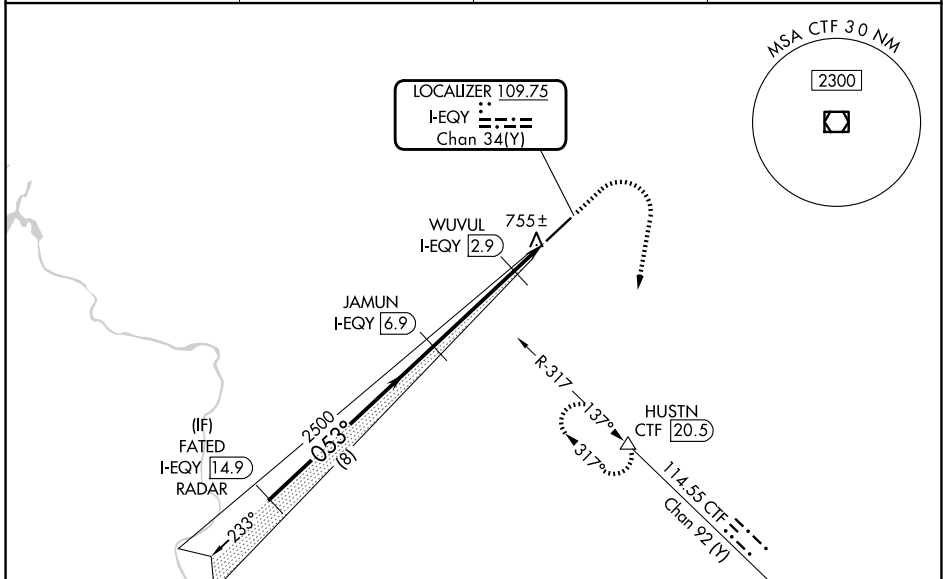 MSA CTF 30 NM
2300
LOCALIZER 109.75
I-EQY
Chan 34(Y)
WUVUL
I-EQY 2.9
755±
JAMUN
I-EQY 6.9
(IF)
FATED
I-EQY 14.9
RADAR
2500
053°
(8)
233°
R-317
137°
317°
HUSTN
CTF 20.5
114.55 CTF
Chan 92 (Y)